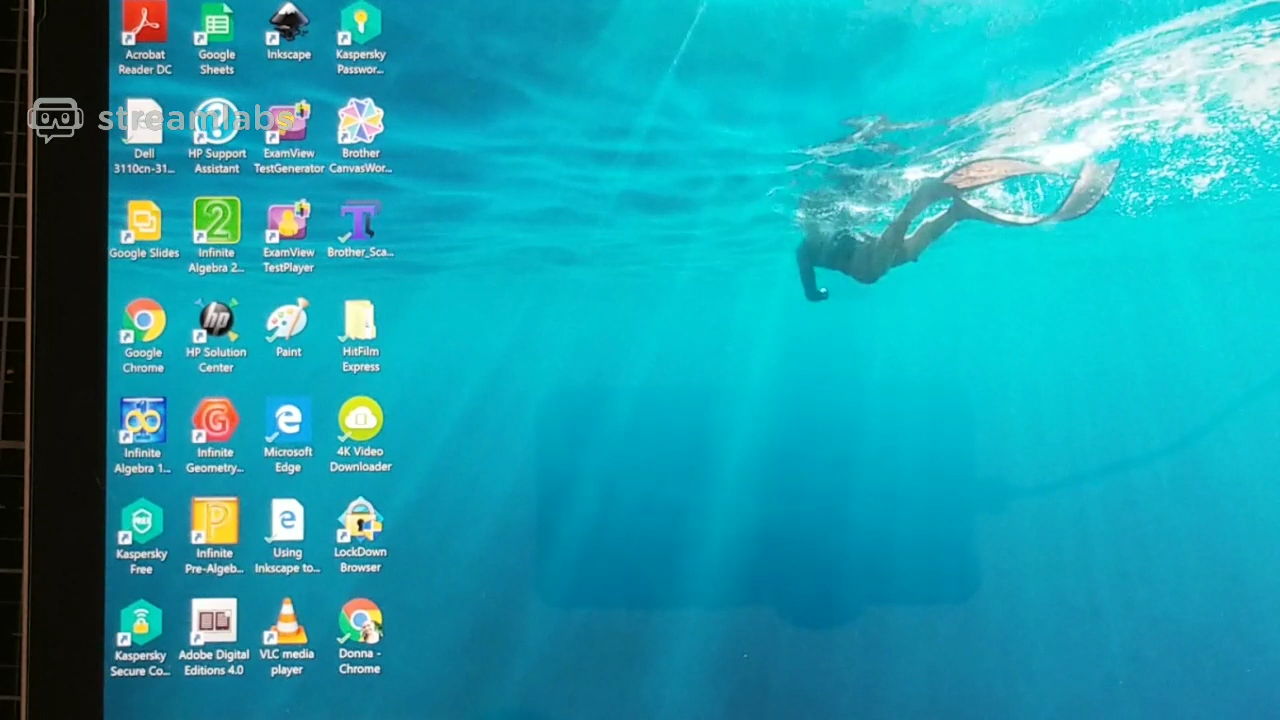 Acrobat
Reader DC
Google
Sheets
Inkscape
Kaspersky
Passwor...
streamlabs
Dell
3110cn-31...
HP Support
Assistant
ExamView
TestGenerator
Brother
CanvasWor...
Google Slides
2
Infinite
Algebra 2...
ExamView
TestPlayer
T
Brother_Sca...
Google
Chrome
hp
HP Solution
Center
Paint
HitFilm
Express
Infinite
Algebra 1...
G
Infinite
Geometry...
Microsoft
Edge
4K Video
Downloader
FREE
Kaspersky
Free
P
Infinite
Pre-Algeb...
Using
Inkscape to...
LockDown
Browser
Kaspersky
Secure Co...
Adobe Digital
Editions 4.0
VLC media
player
Donna -
Chrome